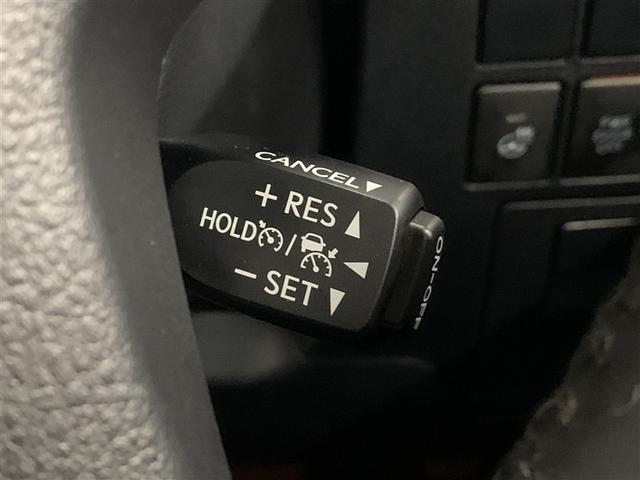 CANCEL▼
+ RES ▲
HOLD /
− SET ▼
ON-OFF